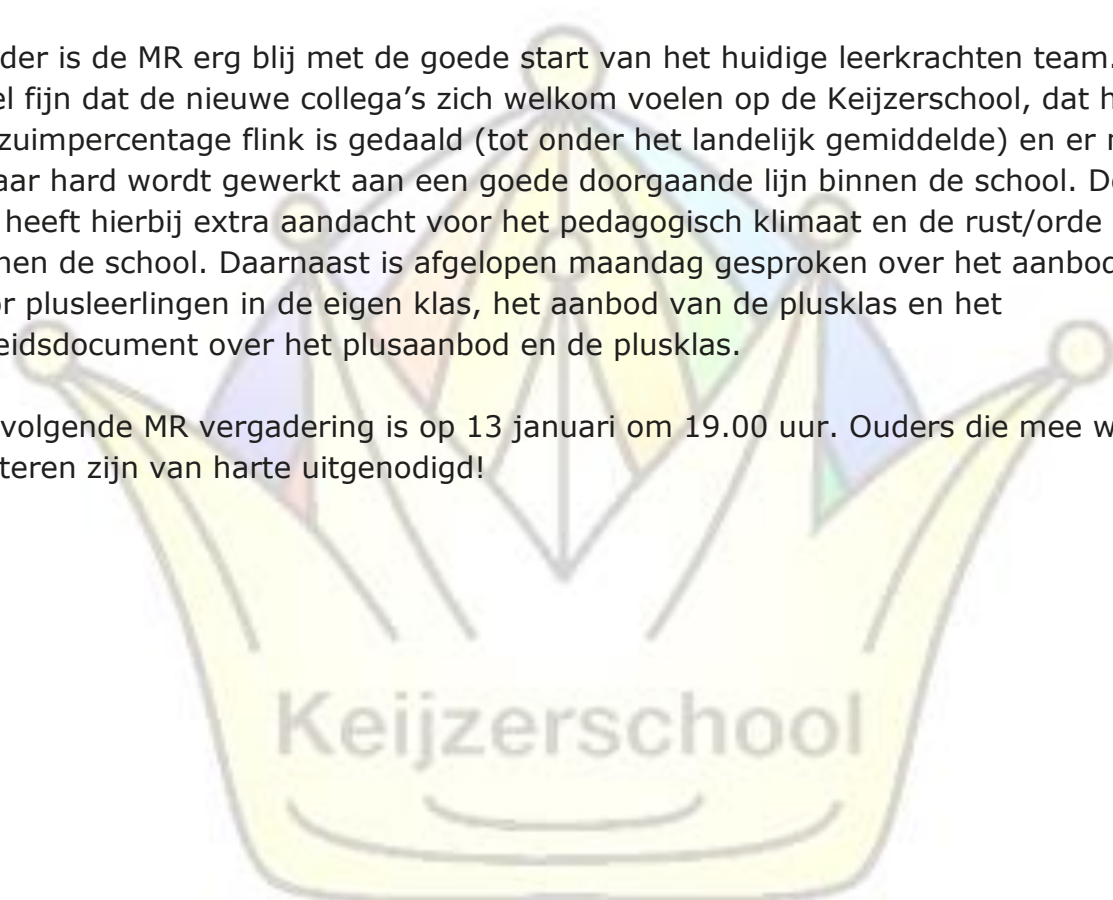 der is de MR erg blij met de goede start van het huidige leerkrachten team.
el fijn dat de nieuwe collega's zich welkom voelen op de Keijzerschool, dat h
zuimpercentage flink is gedaald (tot onder het landelijk gemiddelde) en er
aar hard wordt gewerkt aan een goede doorgaande lijn binnen de school. D
heeft hierbij extra aandacht voor het pedagogisch klimaat en de rust/orde
nen de school. Daarnaast is afgelopen maandag gesproken over het aanbod
r plusleerlingen in de eigen klas, het aanbod van de plusklas en het
eidsdocument over het plusaanbod en de plusklas.
volgende MR vergadering is op 13 januari om 19.00 uur. Ouders die mee w
teren zijn van harte uitgenodigd!
Keijzerschool